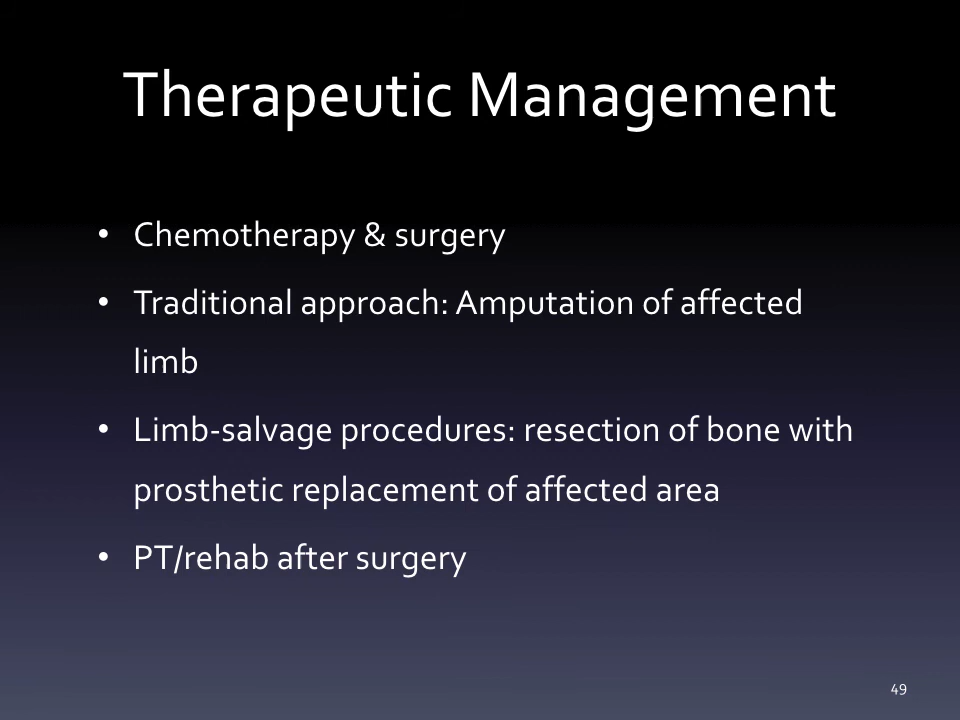 Therapeutic Management
• Chemotherapy & surgery
• Traditional approach: Amputation of affected
limb
• Limb-salvage procedures: resection of bone with
prosthetic replacement of affected area
• PT/rehab after surgery
49